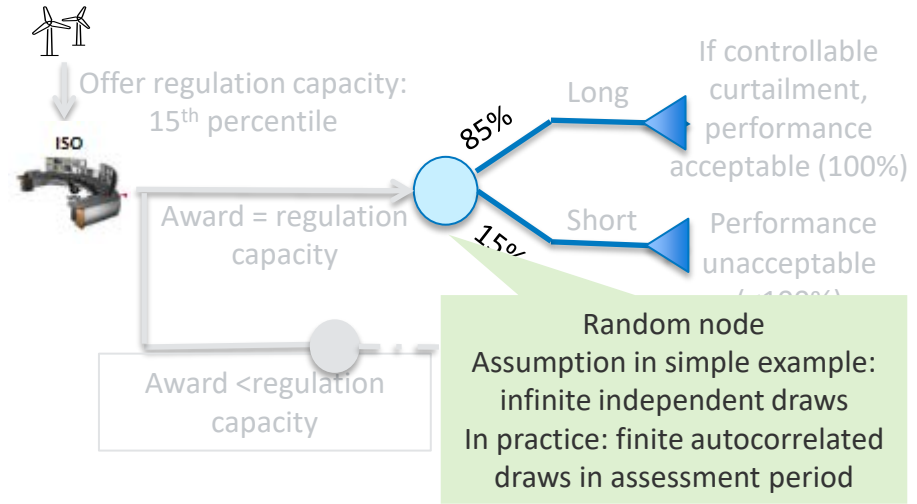 Offer regulation capacity:
15th percentile
ISO
Award = regulation
capacity
Award <regulation
capacity
85%
Long
If controllable
curtailment,
performance
acceptable (100%)
15%
Short
Performance
unacceptable
Random node
Assumption in simple example:
infinite independent draws
In practice: finite autocorrelated
draws in assessment period